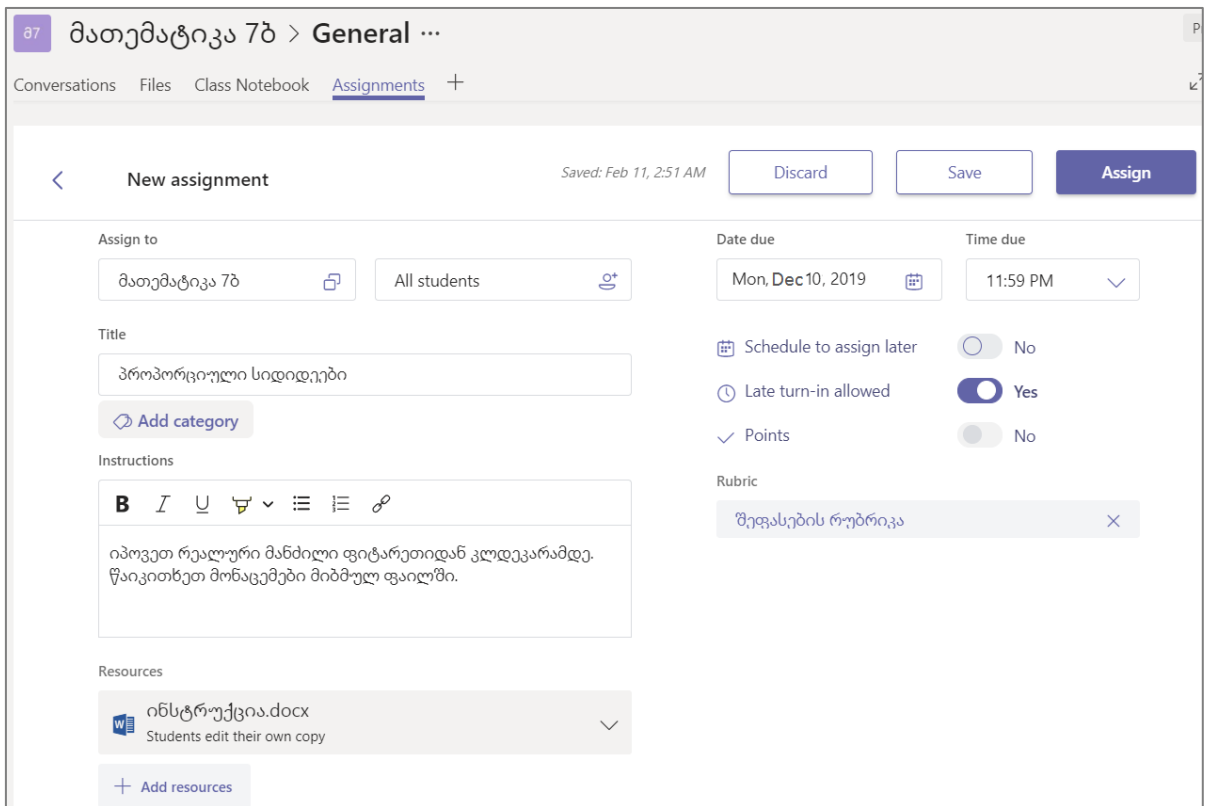 მ7 მათემატიკა 7ბ > General ...
Conversations Files Class Notebook Assignments +
New assignment
Saved: Feb 11, 2:51 AM
Discard
Save
Assign
Assign to
მათემატიკა 7ბ
All students
Date due
Time due
Mon, Dec 10, 2019
11:59 PM
Title
პროპორციული სიდიდეები
Add category
Schedule to assign later No
Late turn-in allowed Yes
Points No
Instructions
B I U
იპოვეთ რეალური მანძილი ფიტარეთიდან კლდეკარამდე.
წაიკითხეთ მონაცემები მიბმულ ფაილში.
Rubric
შეფასების რუბრიკა
Resources
ინსტრუქცია.docx
Students edit their own copy
+ Add resources